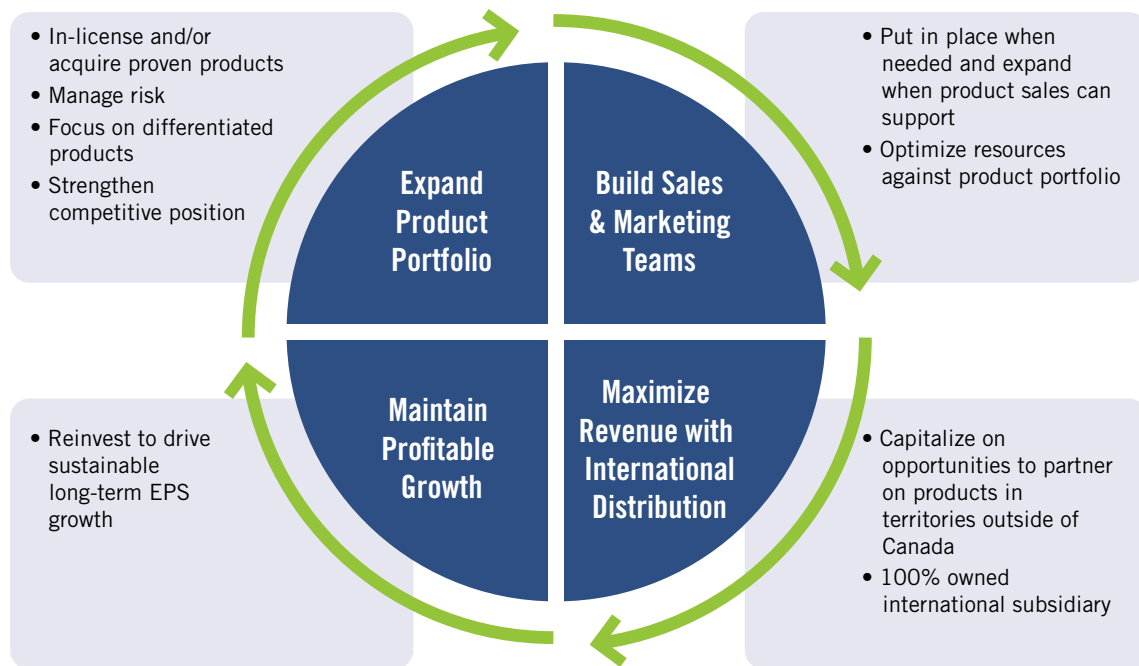 • In-license and/or
acquire proven products
• Manage risk
• Focus on differentiated
products
• Strengthen
competitive position
Expand
Product
Portfolio
Build Sales
& Marketing
Teams
• Put in place when
needed and expand
when product sales can
support
• Optimize resources
against product portfolio
• Reinvest to drive
sustainable
long-term EPS
growth
Maintain
Profitable
Growth
Maximize
Revenue with
International
Distribution
• Capitalize on
opportunities to partner
on products in
territories outside of
Canada
• 100% owned
international subsidiary